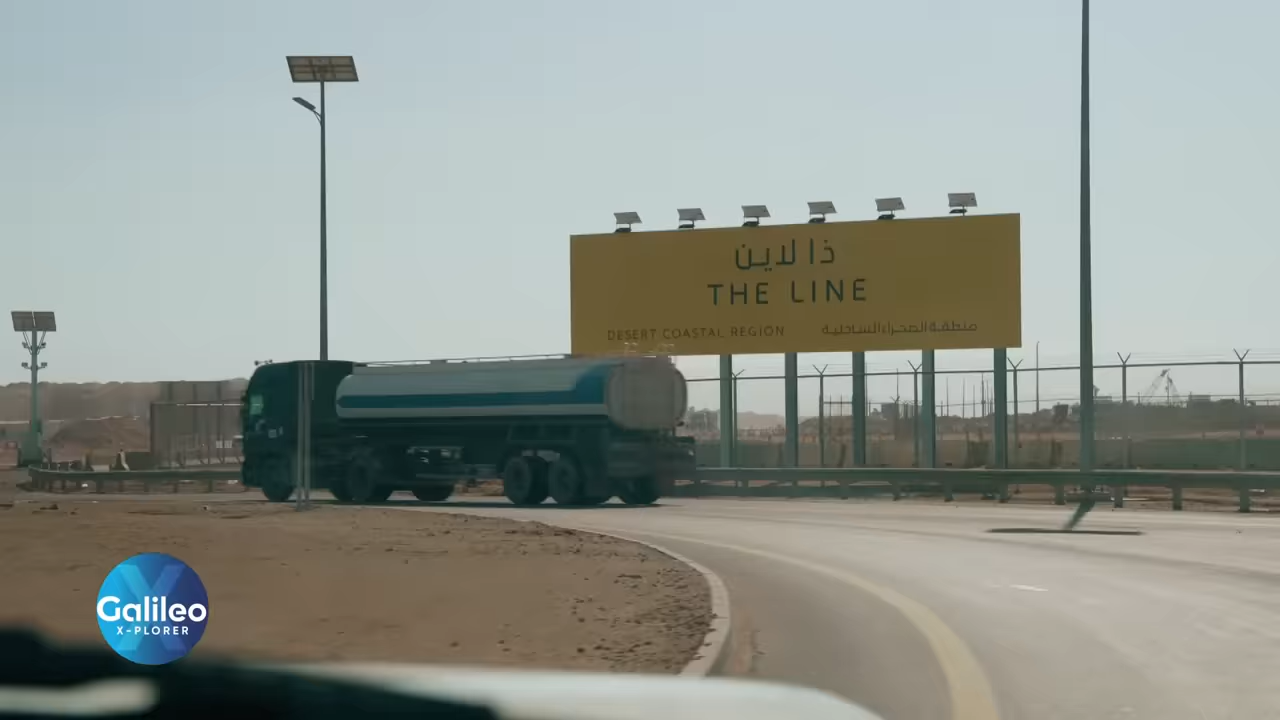 ذا لاين
THE LINE
DESERT COASTAL REGION منطقة الصحراء الساحلية
Galileo
X-PLORER